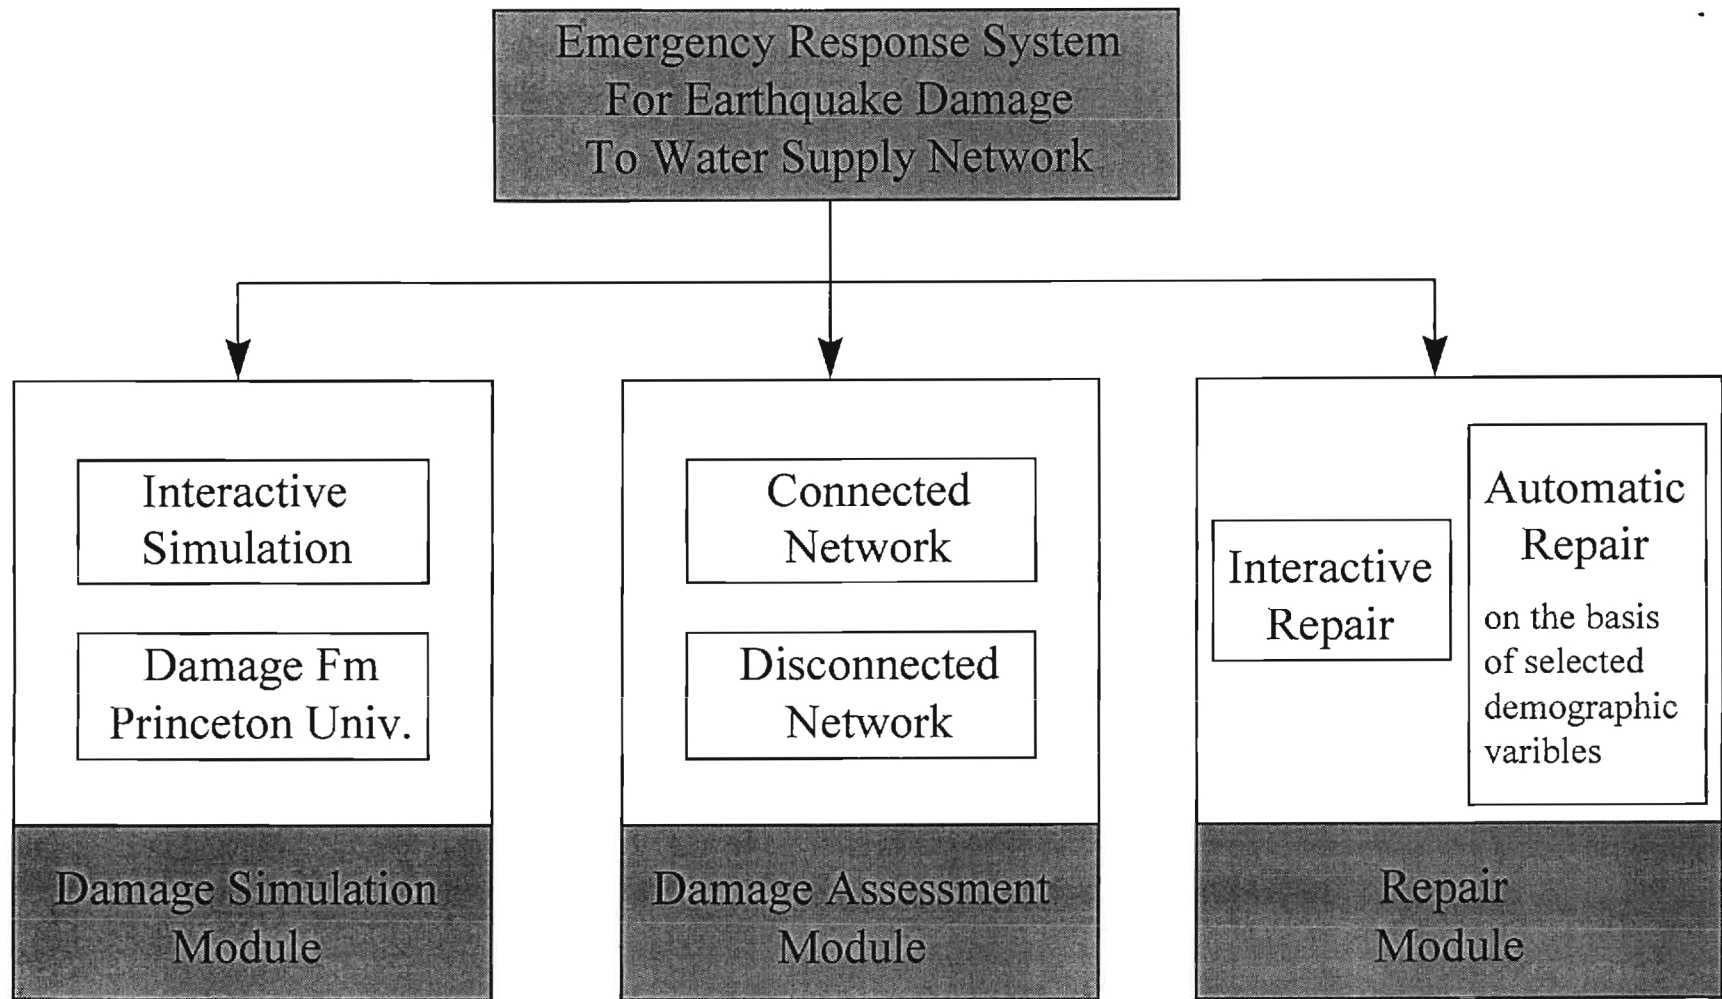 Emergency Response System
For Earthquake Damage
To Water Supply Network
Interactive
Simulation
Damage Fm
Princeton Univ.
Damage Simulation
Module
Connected
Network
Disconnected
Network
Damage Assessment
Module
Interactive
Repair
Automatic
Repair
on the basis
of selected
demographic
varibles
Repair
Module